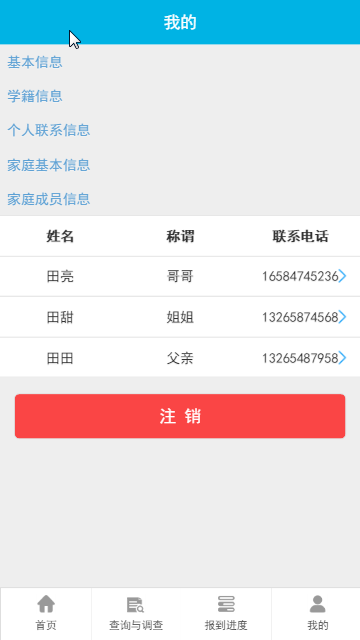 我的
基本信息
学籍信息
个人联系信息
家庭基本信息
家庭成员信息
姓名 称谓 联系电话
田亮 哥哥 16584745236
田甜 姐姐 13265874568
田田 父亲 13265487958
注 销
首页 查询与调查 报到进度 我的